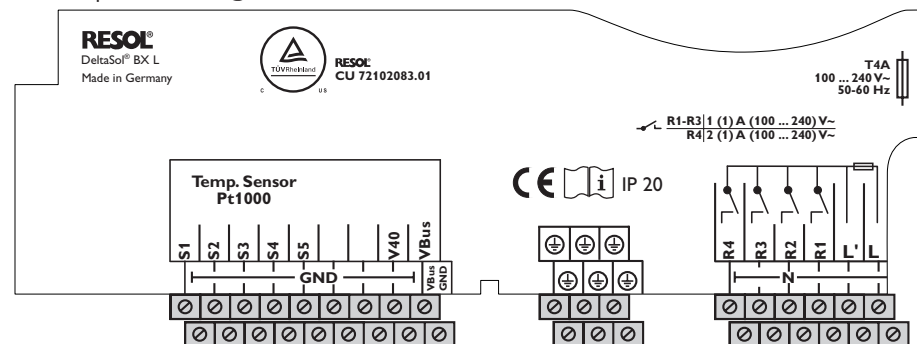 RESOL®
DeltaSol® BX L
Made in Germany
TÜVRheinland
C US
RESOL®
CU 72102083.01
T4A
100 ... 240 V~
50-60 Hz
R1-R3 1 (1) A (100 ... 240) V~
R4 2 (1) A (100 ... 240) V~
Temp. Sensor
Pt1000
CE i IP 20
S1 S2 S3 S4 S5 V40 VBus
GND
VBus
GND
R4 R3 R2 R1 L' L
N